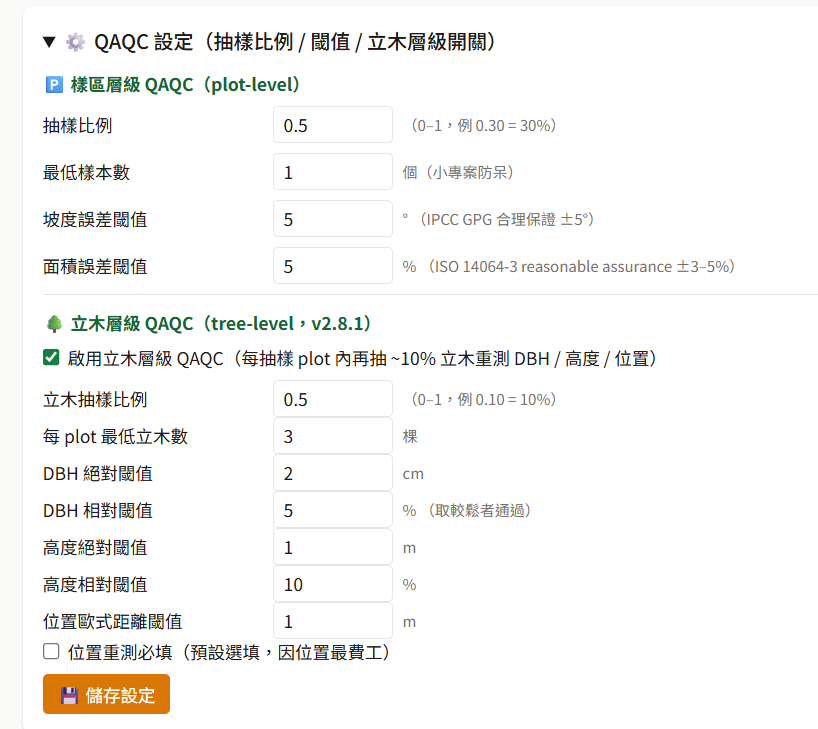 ▼ ⚙️ QAQC 設定（抽樣比例 / 閾值 / 立木層級開關）
🅿️ 樣區層級 QAQC（plot-level）
抽樣比例 0.5 （0–1，例 0.30 = 30%）
最低樣本數 1 個（小專案防呆）
坡度誤差閾值 5 °（IPCC GPG 合理保證 ±5°）
面積誤差閾值 5 %（ISO 14064-3 reasonable assurance ±3–5%）
🌳 立木層級 QAQC（tree-level，v2.8.1）
啟用立木層級 QAQC（每抽樣 plot 內再抽 ~10% 立木重測 DBH / 高度 / 位置）
立木抽樣比例 0.5 （0–1，例 0.10 = 10%）
每 plot 最低立木數 3 棵
DBH 絕對閾值 2 cm
DBH 相對閾值 5 %（取較鬆者通過）
高度絕對閾值 1 m
高度相對閾值 10 %
位置歐式距離閾值 1 m
位置重測必填（預設選填，因位置最費工）
💾 儲存設定